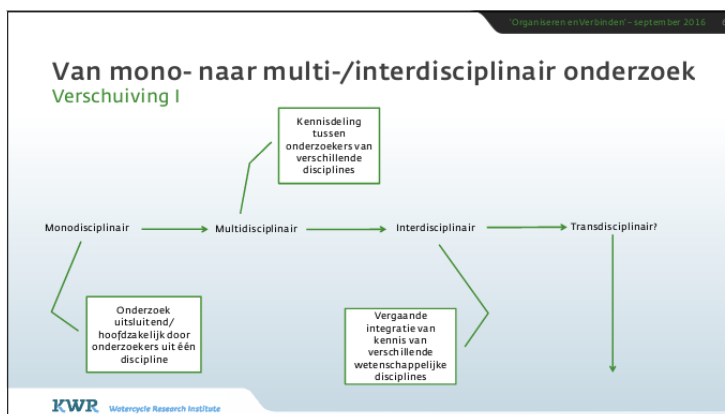 'Organiseren en Verbinden' – september 2016
Van mono- naar multi-/interdisciplinair onderzoek
Verschuiving I
Kennisdeling
tussen
onderzoekers van
verschillende
disciplines
Monodisciplinair
Multidisciplinair
Interdisciplinair
Transdisciplinair?
Onderzoek
uitsluitend/
hoofdzakelijk door
onderzoekers uit één
discipline
Vergaande
integratie van
kennis van
verschillende
wetenschappelijke
disciplines
KWR Watercycle Research Institute